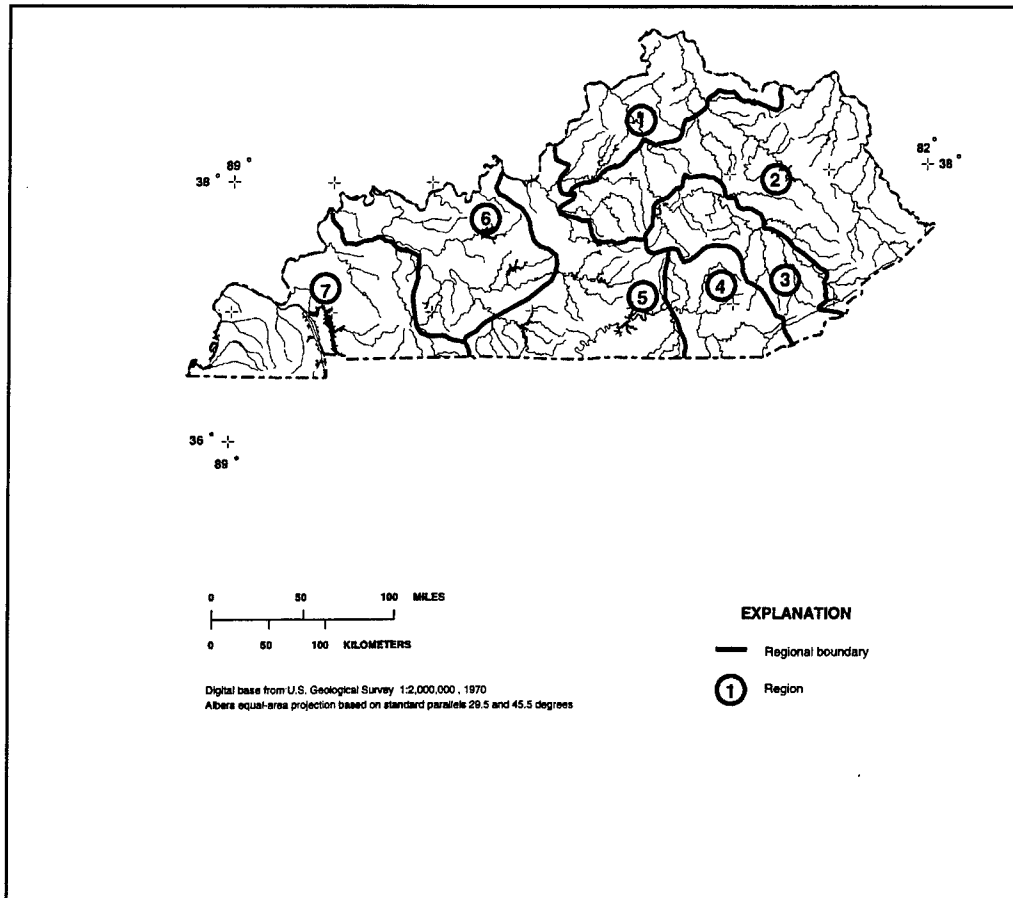 1
82°
38°
89°
38°
2
6
3
7
4
5
36°
89°
0 50 100 MILES
0 50 100 KILOMETERS
EXPLANATION
Regional boundary
1 Region
Digital base from U.S. Geological Survey 1:2,000,000 , 1970
Albers equal-area projection based on standard parallels 29.5 and 45.5 degrees